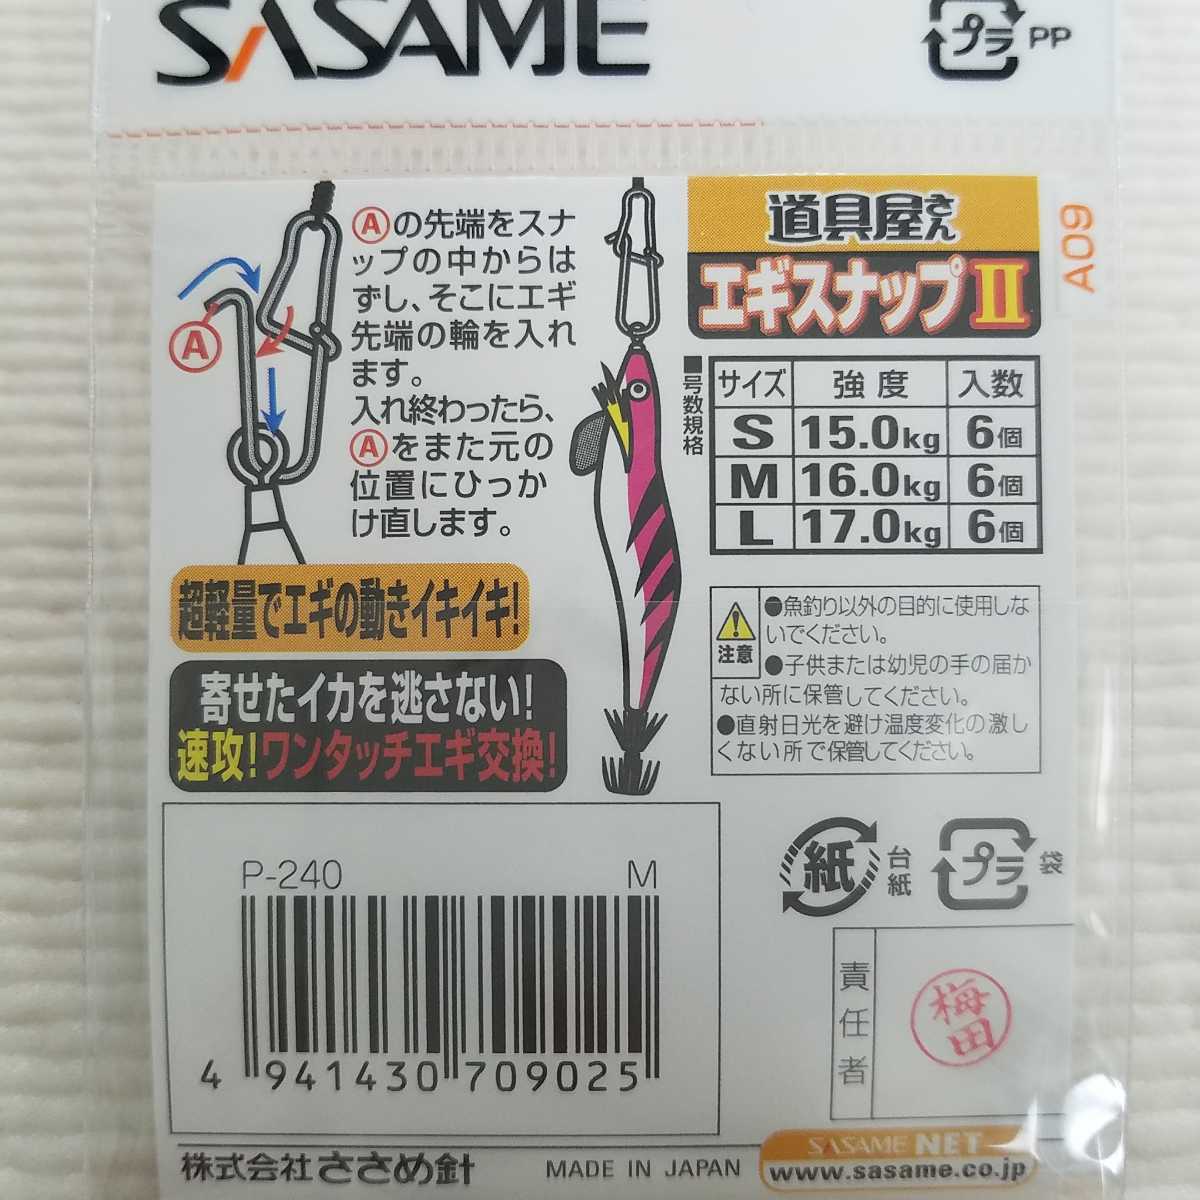 SASAME
プラ PP
Ⓐの先端をスナ
ップの中からは
ずし、そこにエギ
先端の輪を入れ
ます。
入れ終わったら、
Ⓐをまた元の
位置にひっか
け直します。
A
道具屋さん
エギスナップⅡ
A09
■号数規格
サイズ 強度 入数
S 15.0kg 6個
M 16.0kg 6個
L 17.0kg 6個
超軽量でエギの動きイキイキ!
寄せたイカを逃さない!
速攻!ワンタッチエギ交換!
注意
●魚釣り以外の目的に使用しな
いでください。
●子供または幼児の手の届か
ない所に保管してください。
●直射日光を避け温度変化の激し
くない所で保管してください。
P-240 M
4 941430 709025
紙 台紙
プラ 袋
責任者
梅田
株式会社ささめ針 MADE IN JAPAN
SASAME NET
www.sasame.co.jp